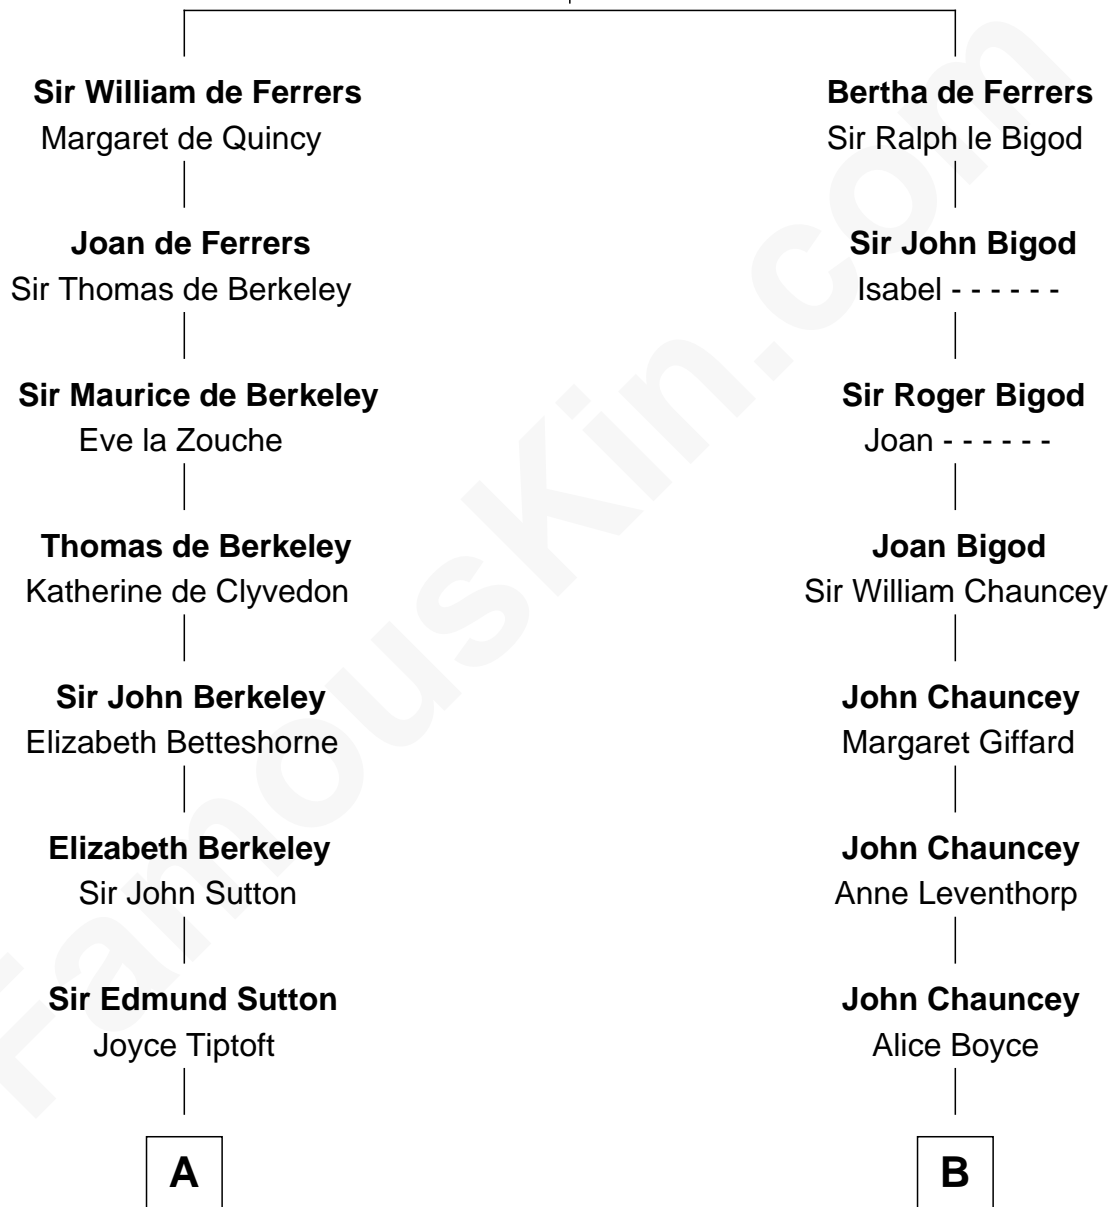 Sir William de Ferrers
Margaret de Quincy
Joan de Ferrers
Sir Thomas de Berkeley
Sir Maurice de Berkeley
Eve la Zouche
Thomas de Berkeley
Katherine de Clyvedon
Sir John Berkeley
Elizabeth Betteshorne
Elizabeth Berkeley
Sir John Sutton
Sir Edmund Sutton
Joyce Tiptoft
A
Bertha de Ferrers
Sir Ralph le Bigod
Sir John Bigod
Isabel - - - - - -
Sir Roger Bigod
Joan - - - - - -
Joan Bigod
Sir William Chauncey
John Chauncey
Margaret Giffard
John Chauncey
Anne Leventhorp
John Chauncey
Alice Boyce
B
FamousKin.com